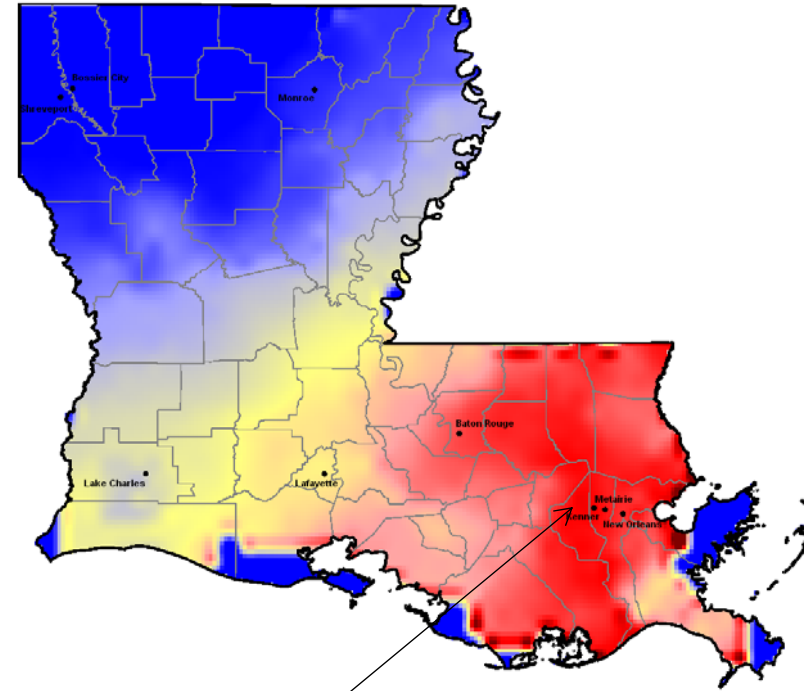 Bossier City
Shreveport
Monroe
Baton Rouge
Lake Charles
Lafayette
Metairie
Kenner
New Orleans